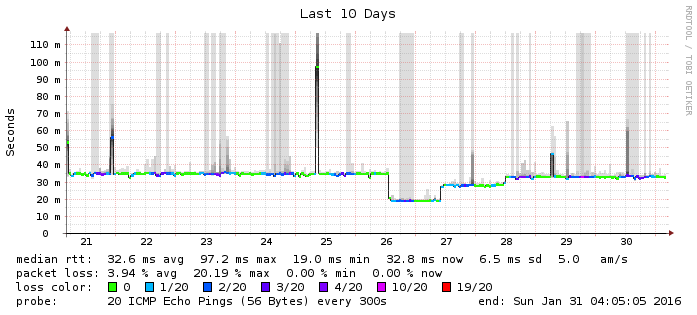 Last 10 Days
RRDTOOL / TOBI OETIKER
Seconds
110 m
100 m
90 m
80 m
70 m
60 m
50 m
40 m
30 m
20 m
10 m
0
21 22 23 24 25 26 27 28 29 30
median rtt: 32.6 ms avg 97.2 ms max 19.0 ms min 32.8 ms now 6.5 ms sd 5.0 am/s
packet loss: 3.94 % avg 20.19 % max 0.00 % min 0.00 % now
loss color: 0 1/20 2/20 3/20 4/20 10/20 19/20
probe: 20 ICMP Echo Pings (56 Bytes) every 300s end: Sun Jan 31 04:05:05 2016